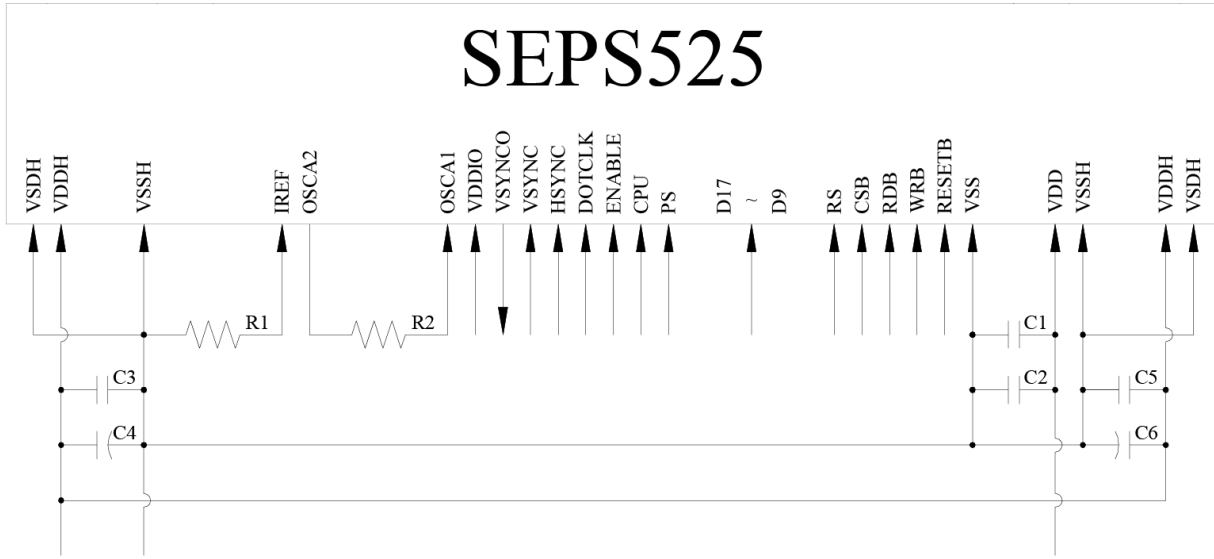 SEPS525
VSDH
VDDH
VSSH
IREF
OSCA2
OSCA1
VDDIO
VSYNCO
VSYNC
HSYNC
DOTCLK
ENABLE
CPU
PS
D17
~
D9
RS
CSB
RDB
WRB
RESETB
VSS
VDD
VSSH
VDDH
VSDH
R1
R2
C1
C3
C2
C5
C4
C6